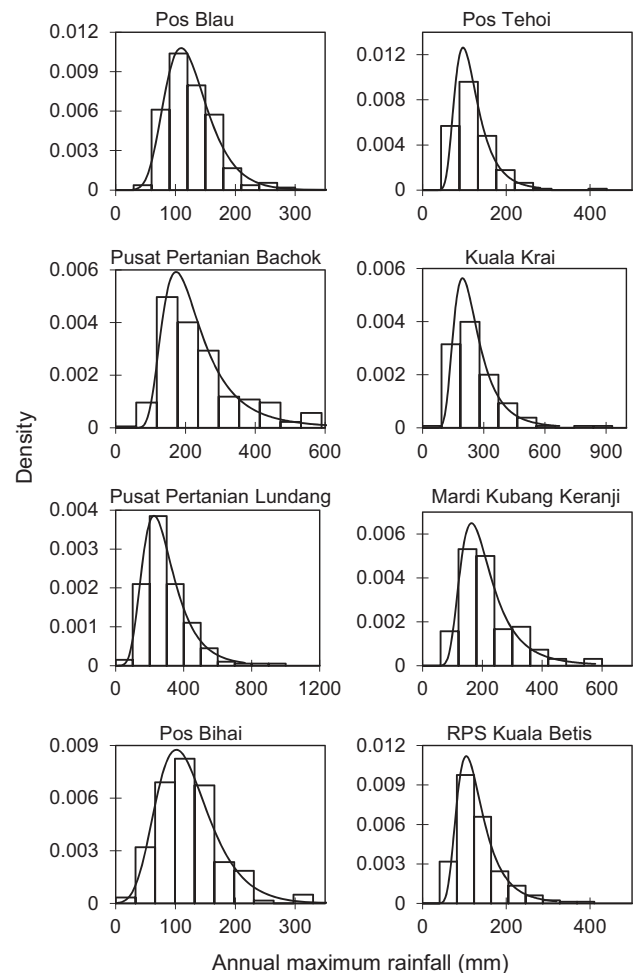 Pos Blau
0.012
0.009
0.006
0.003
0
0 100 200 300
Pos Tehoi
0.012
0.008
0.004
0
0 200 400
Pusat Pertanian Bachok
0.006
0.004
0.002
0
0 200 400 600
Kuala Krai
0.006
0.004
0.002
0
0 300 600 900
Density
Pusat Pertanian Lundang
0.004
0.003
0.002
0.001
0
0 400 800 1200
Mardi Kubang Keranji
0.006
0.004
0.002
0
0 200 400 600
Pos Bihai
0.009
0.006
0.003
0
0 100 200 300
RPS Kuala Betis
0.012
0.009
0.006
0.003
0
0 200 400
Annual maximum rainfall (mm)